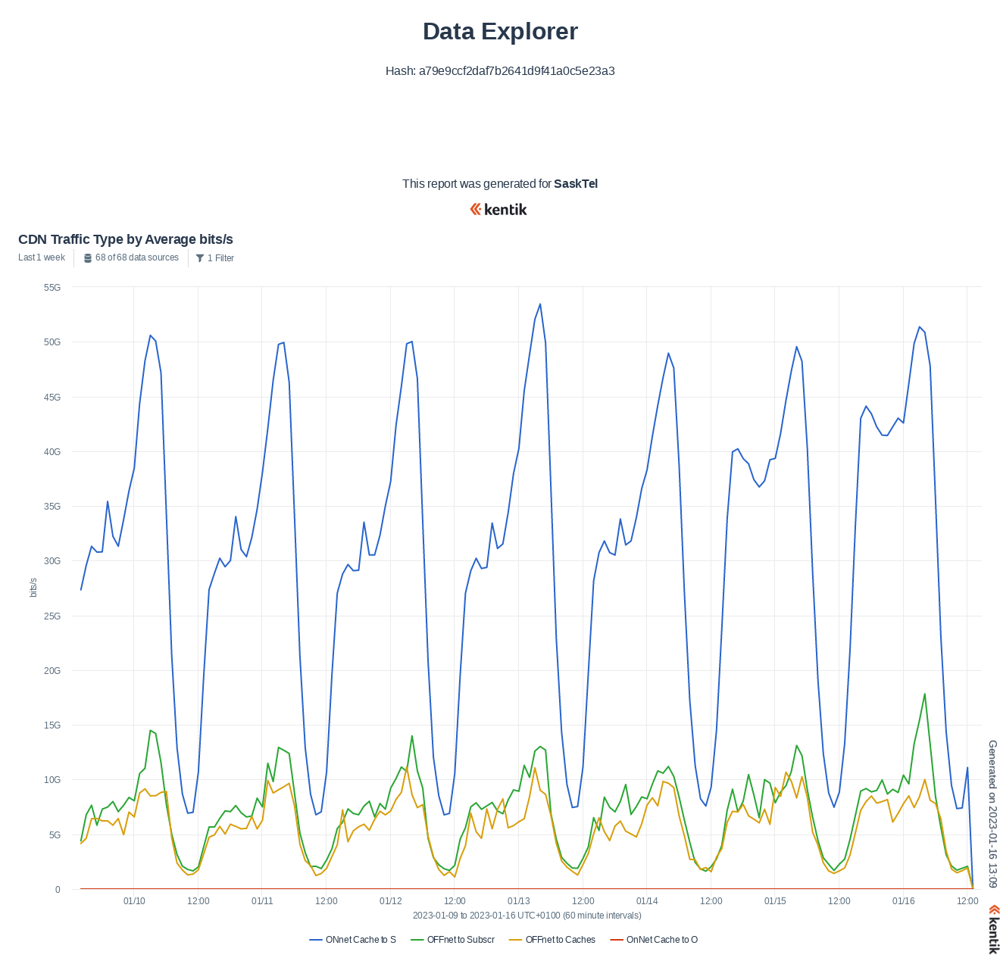 Data Explorer
Hash: a79e9ccf2daf7b2641d9f41a0c5e23a3
This report was generated for SaskTel
kentik
CDN Traffic Type by Average bits/s
Last 1 week 68 of 68 data sources 1 Filter
55G
50G
45G
40G
35G
30G
25G
20G
15G
10G
5G
0
bits/s
01/10 12:00 01/11 12:00 01/12 12:00 01/13 12:00 01/14 12:00 01/15 12:00 01/16 12:00
2023-01-09 to 2023-01-16 UTC+0100 (60 minute intervals)
ONnet Cache to S OFFnet to Subscr OFFnet to Caches OnNet Cache to O
Generated on 2023-01-16 13:09
kentik